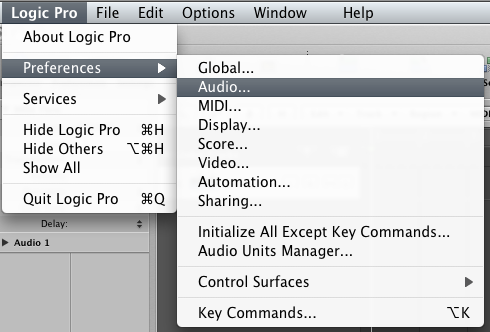 Logic Pro File Edit Options Window Help
About Logic Pro
Preferences
Services
Hide Logic Pro ⌘H
Hide Others ⌥⌘H
Show All
Quit Logic Pro ⌘Q
Global...
Audio...
MIDI...
Display...
Score...
Video...
Automation...
Sharing...
Initialize All Except Key Commands...
Audio Units Manager...
Control Surfaces
Key Commands... ⌥K
Delay:
Audio 1